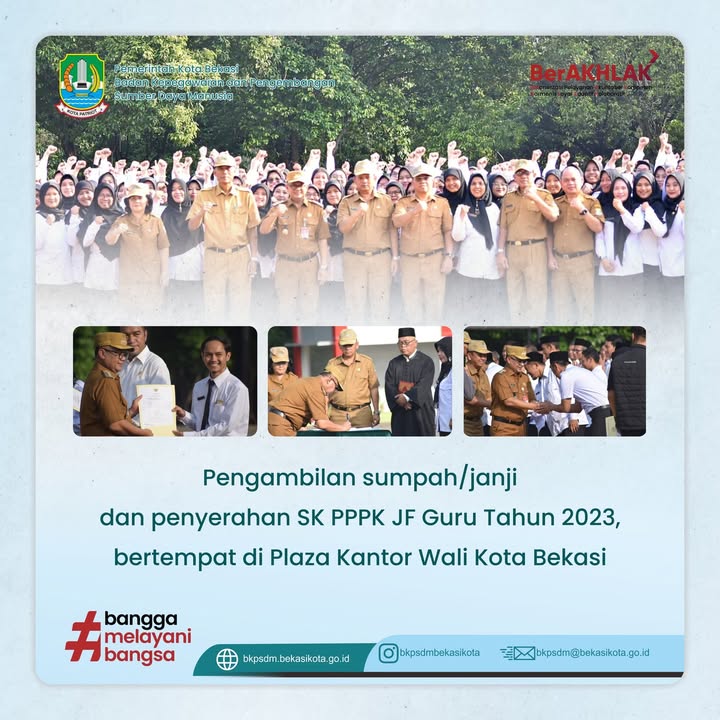 Pemerintah Kota Bekasi
Badan Kepegawaian dan Pengembangan
Sumber Daya Manusia
KOTA PATRIOT
BerAKHLAK
Pengambilan sumpah/janji
dan penyerahan SK PPPK JF Guru Tahun 2023,
bertempat di Plaza Kantor Wali Kota Bekasi
#bangga
melayani
bangsa
bkpsdm.bekasikota.go.id
bkpsdmbekasikota
bkpsdm@bekasikota.go.id